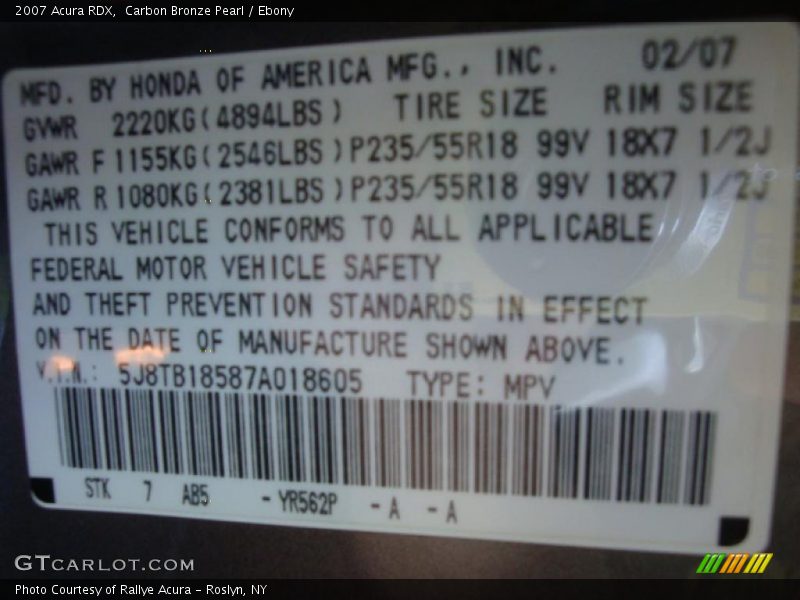 2007 Acura RDX,  Carbon Bronze Pearl / Ebony
MFD. BY HONDA OF AMERICA MFG., INC. 02/07
GVWR 2220KG(4894LBS) TIRE SIZE RIM SIZE
GAWR F 1155KG(2546LBS)P235/55R18 99V 18X7 1/2J
GAWR R 1080KG(2381LBS)P235/55R18 99V 18X7 1/2J
THIS VEHICLE CONFORMS TO ALL APPLICABLE
FEDERAL MOTOR VEHICLE SAFETY
AND THEFT PREVENTION STANDARDS IN EFFECT
ON THE DATE OF MANUFACTURE SHOWN ABOVE.
V.I.N.: 5J8TB18587A018605 TYPE: MPV
STK 7 AB5 -YR562P -A -A
GTCARLOT.COM
Photo Courtesy of Rallye Acura – Roslyn, NY